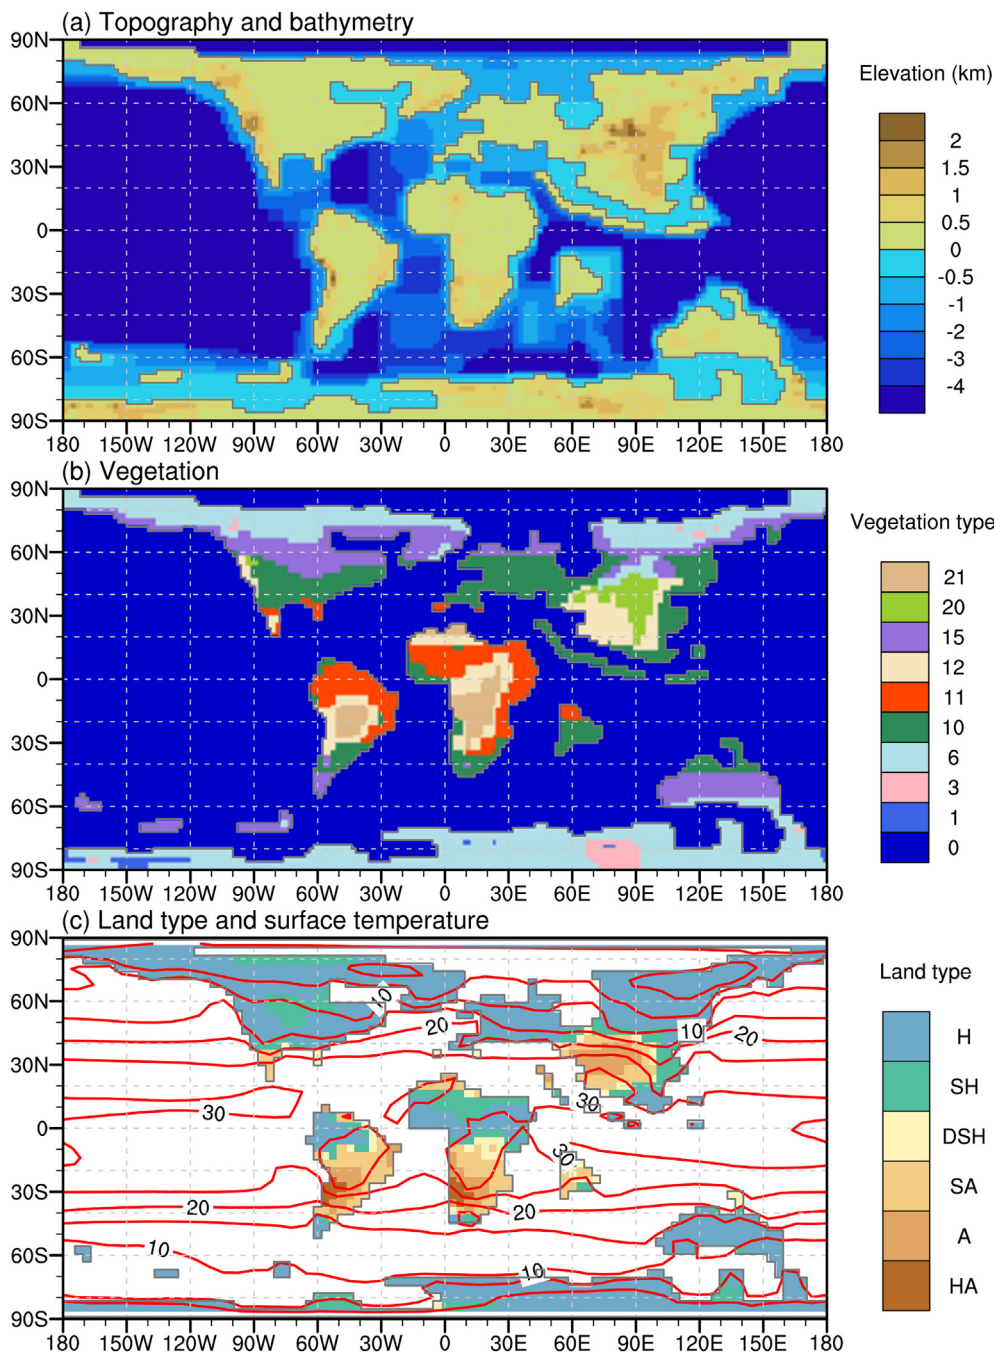 (a) Topography and bathymetry
90N
60N
30N
0
30S
60S
90S
180 150W 120W 90W 60W 30W 0 30E 60E 90E 120E 150E 180
Elevation (km)
2
1.5
1
0.5
0
-0.5
-1
-2
-3
-4
(b) Vegetation
90N
60N
30N
0
30S
60S
90S
180 150W 120W 90W 60W 30W 0 30E 60E 90E 120E 150E 180
Vegetation type
21
20
15
12
11
10
6
3
1
0
(c) Land type and surface temperature
90N
60N
30N
0
30S
60S
90S
10
20
10
20
30
30
30
20
20
10
10
180 150W 120W 90W 60W 30W 0 30E 60E 90E 120E 150E 180
Land type
H
SH
DSH
SA
A
HA